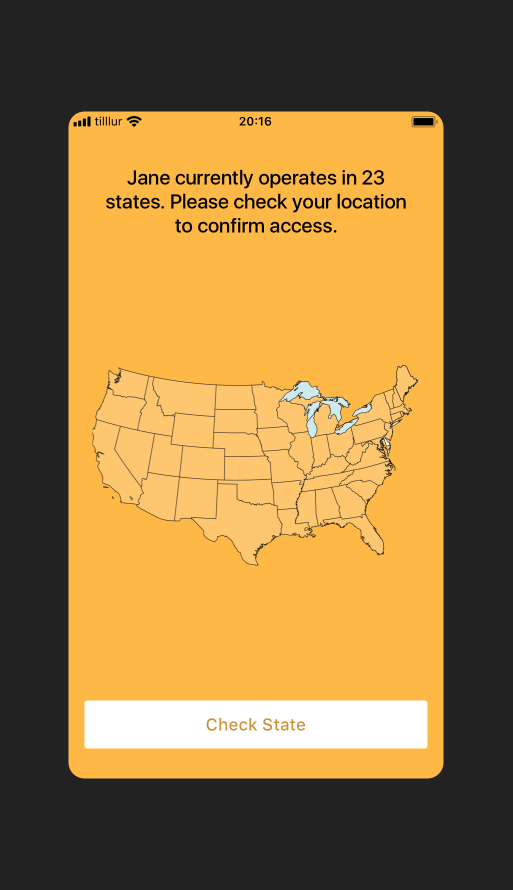 tilllur 20:16
Jane currently operates in 23
states. Please check your location
to confirm access.
Check State